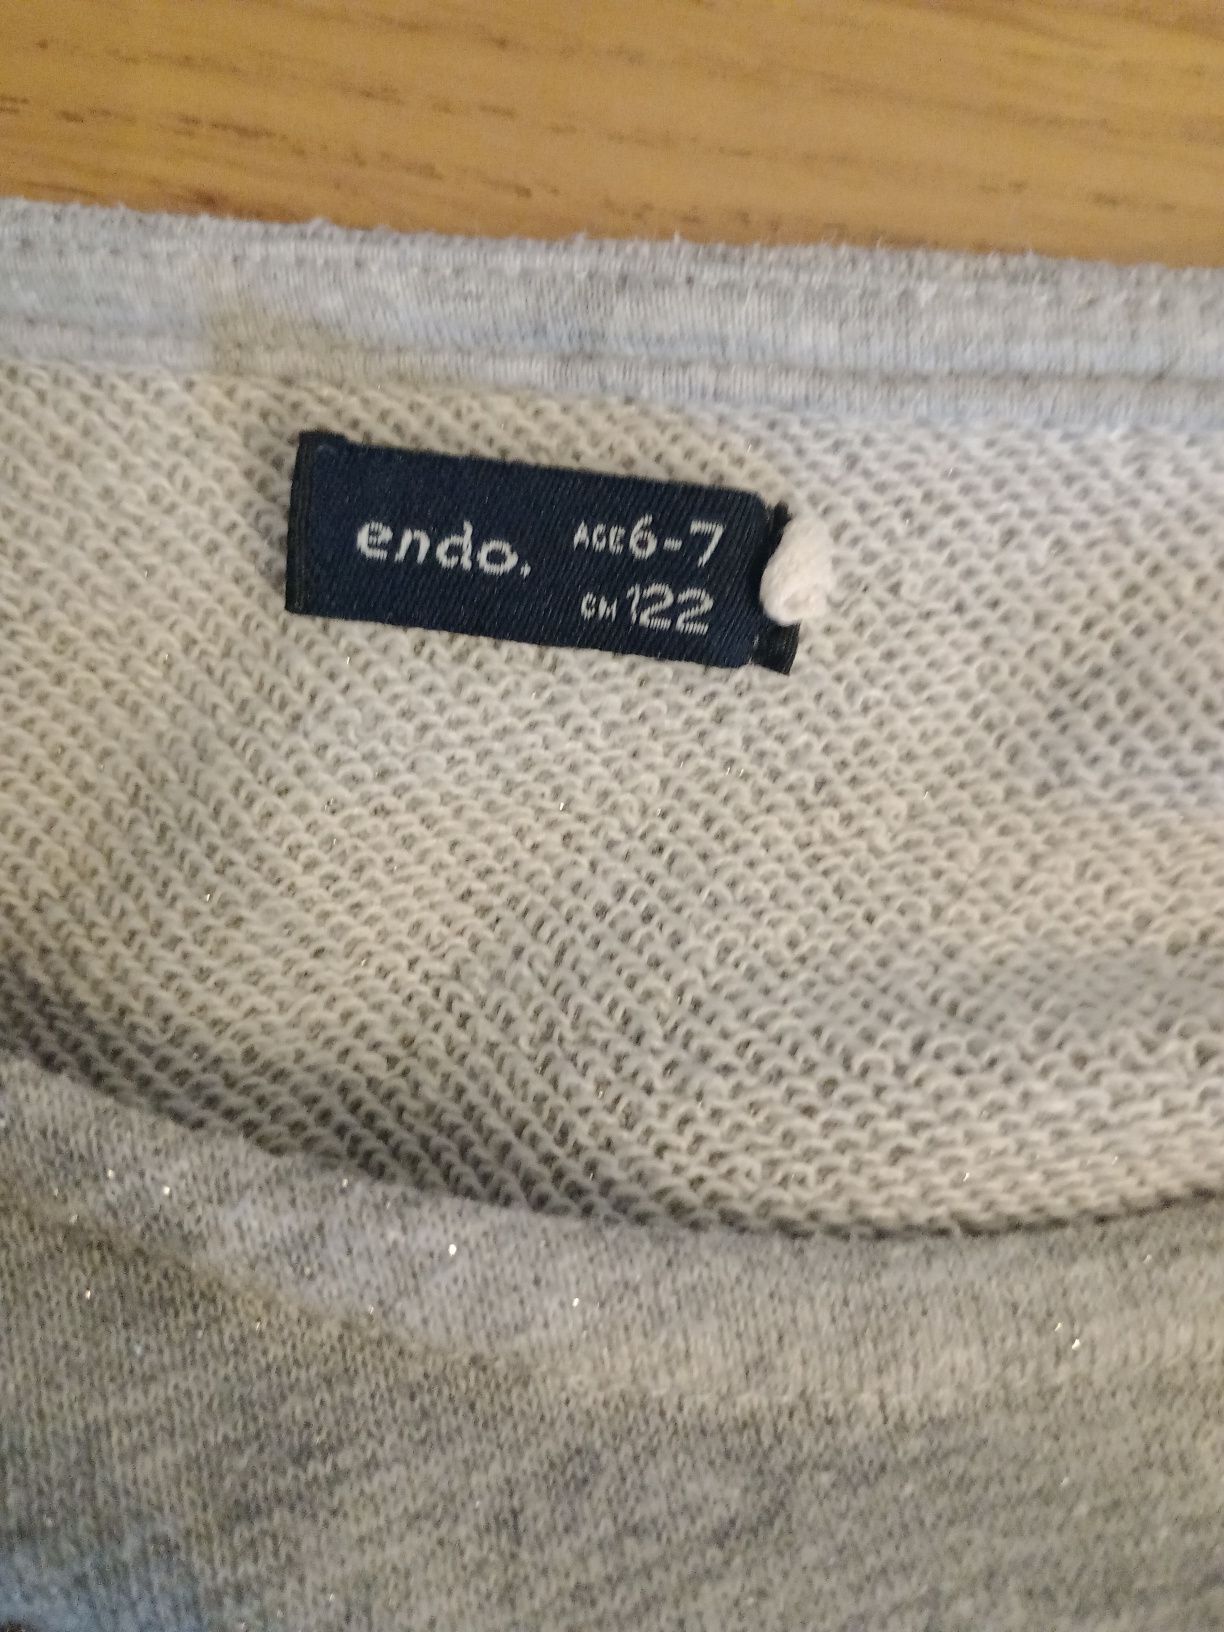 endo.
AGE 6-7
CM 122